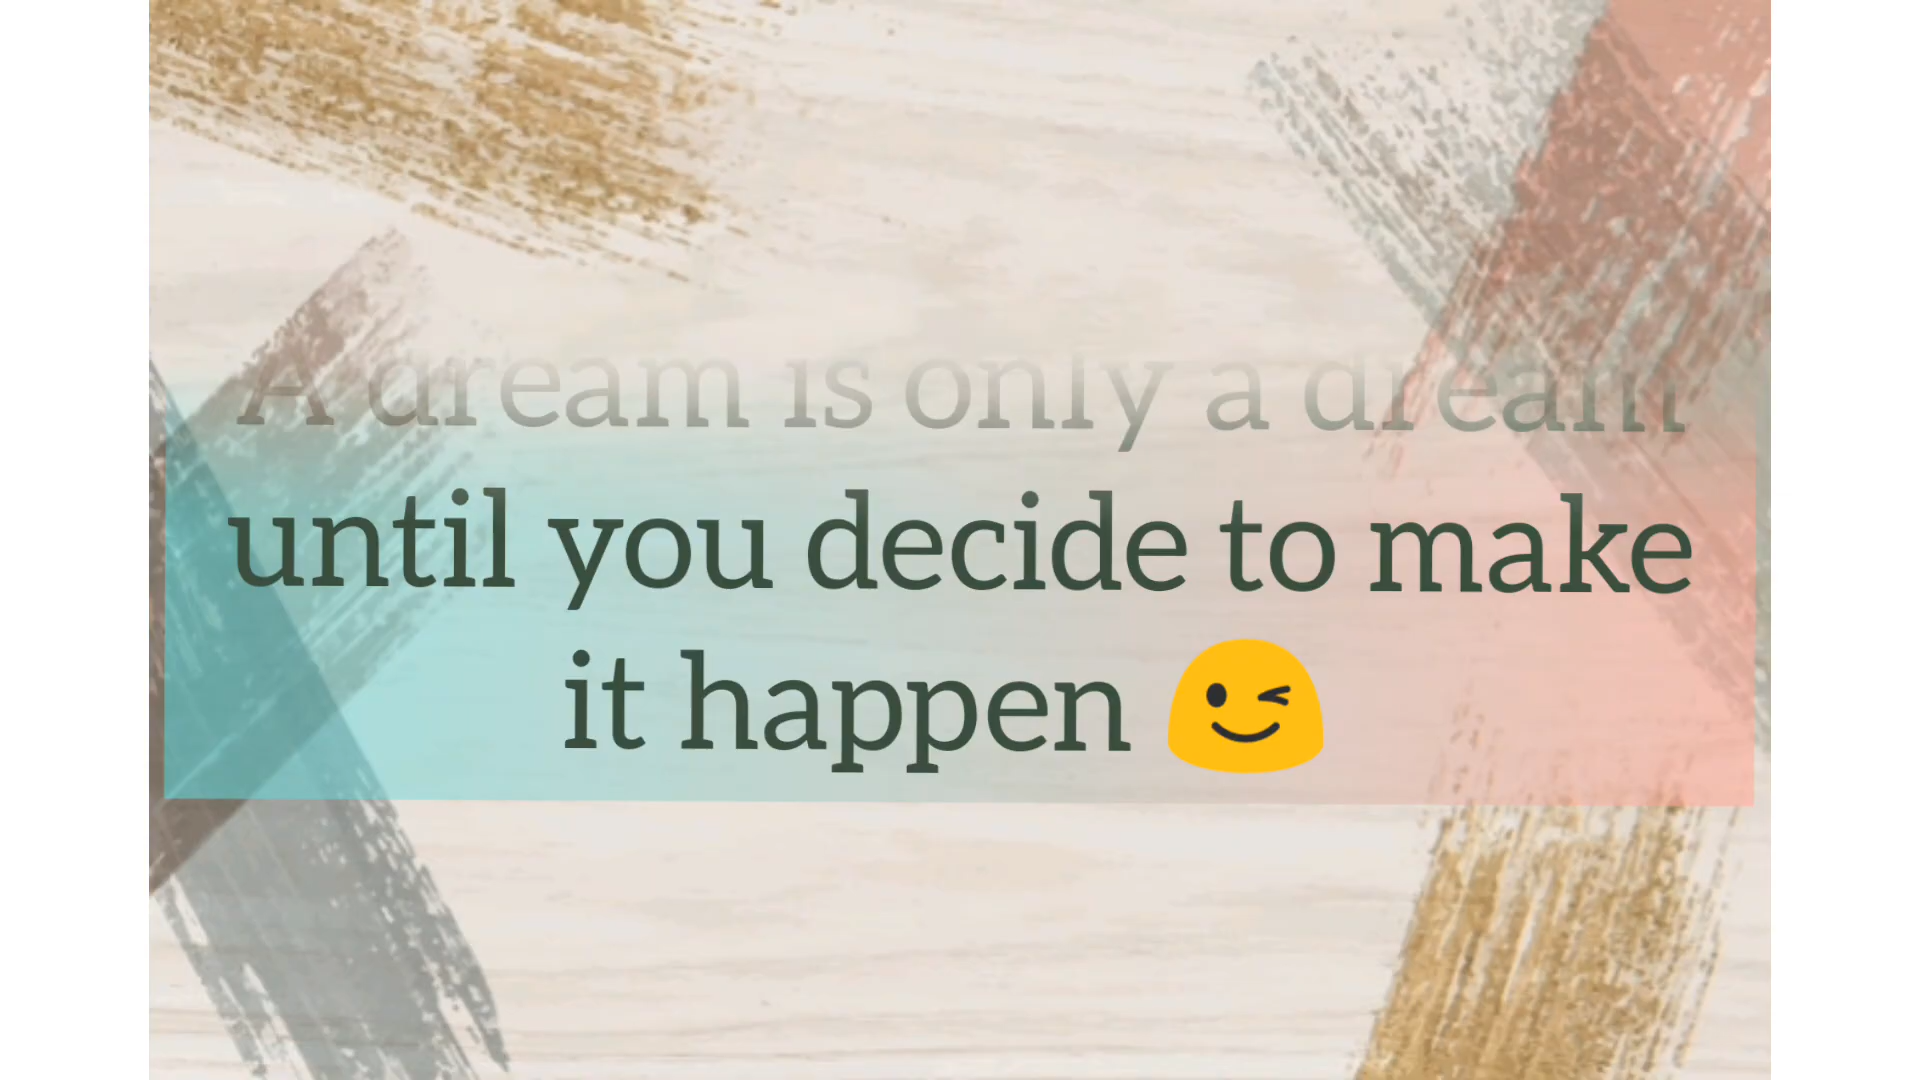 A dream is only a dream
until you decide to make
it happen 😉